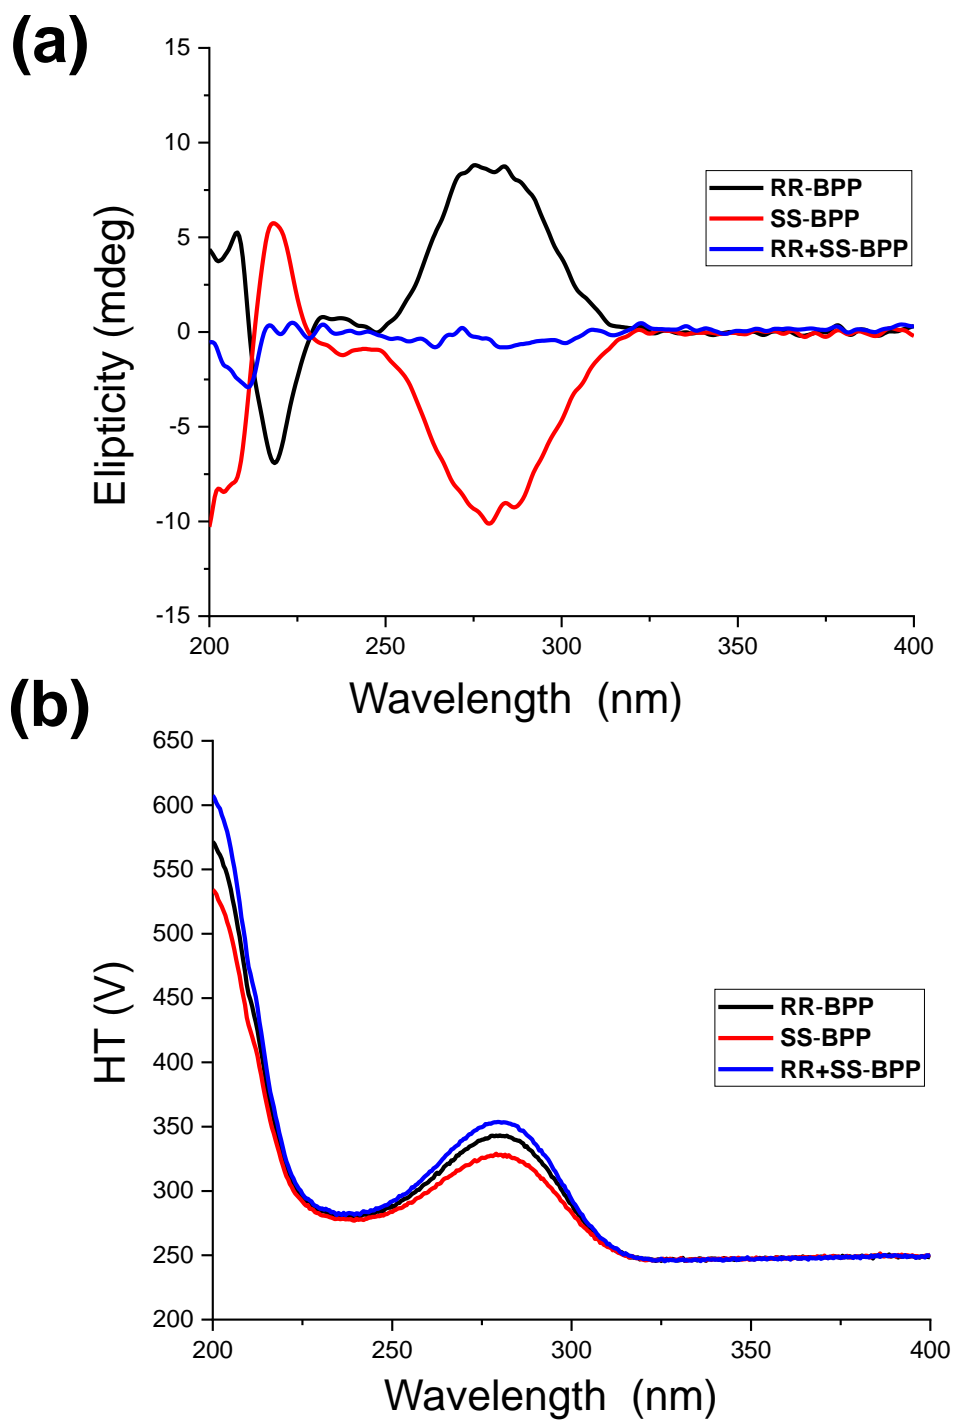 (a)
15
10
5
0
-5
-10
-15
Elipticity (mdeg)
RR-BPP
SS-BPP
RR+SS-BPP
200 250 300 350 400
Wavelength (nm)
(b)
650
600
550
500
450
400
350
300
250
200
HT (V)
RR-BPP
SS-BPP
RR+SS-BPP
200 250 300 350 400
Wavelength (nm)